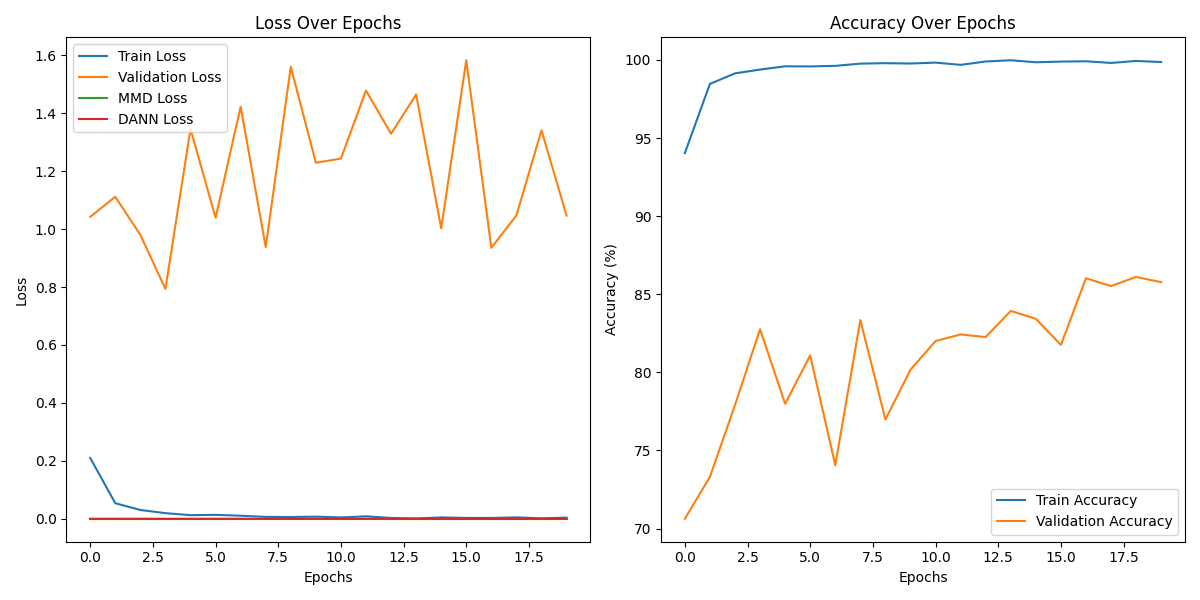 Loss Over Epochs
Train Loss
Validation Loss
MMD Loss
DANN Loss
1.6
1.4
1.2
1.0
0.8
0.6
0.4
0.2
0.0
Loss
0.0 2.5 5.0 7.5 10.0 12.5 15.0 17.5
Epochs
Accuracy Over Epochs
100
95
90
85
80
75
70
Accuracy (%)
Train Accuracy
Validation Accuracy
0.0 2.5 5.0 7.5 10.0 12.5 15.0 17.5
Epochs